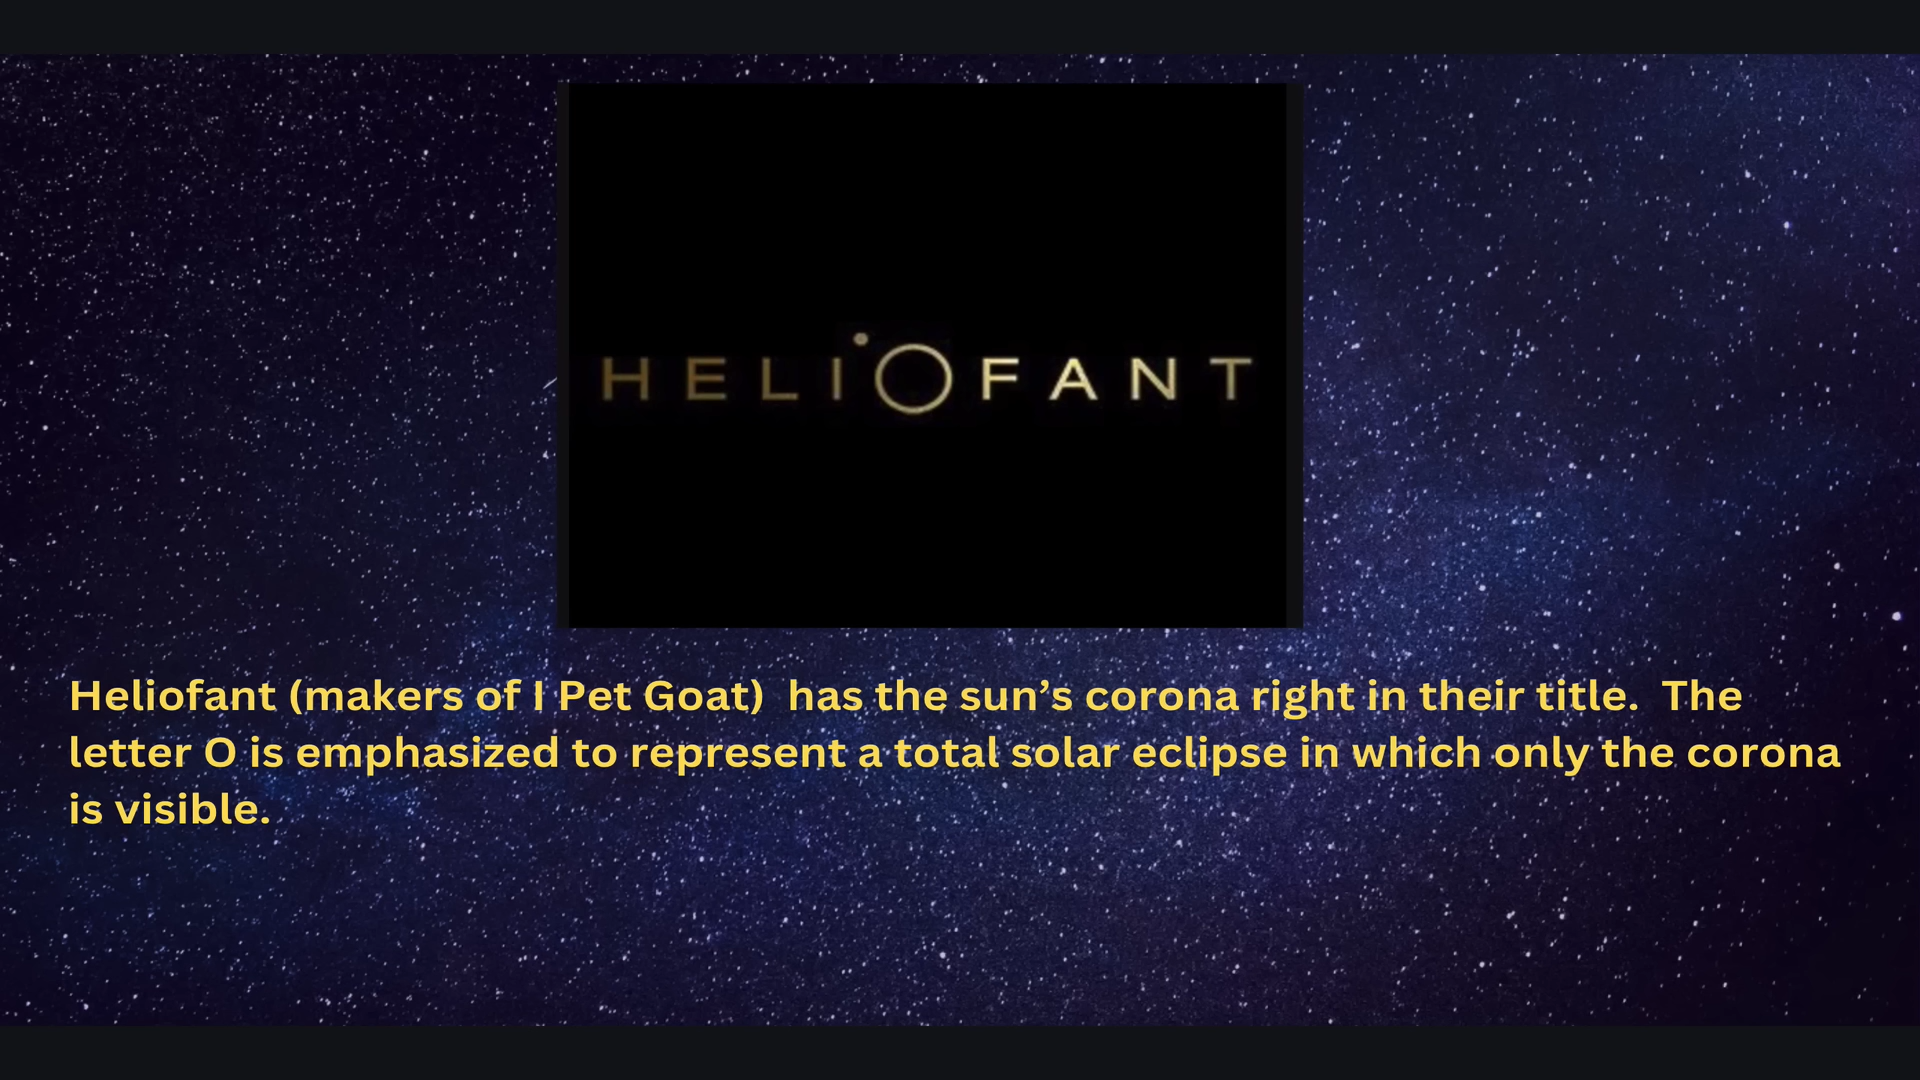 HELIOFANT
Heliofant (makers of I Pet Goat)  has the sun’s corona right in their title.  The
letter O is emphasized to represent a total solar eclipse in which only the corona
is visible.